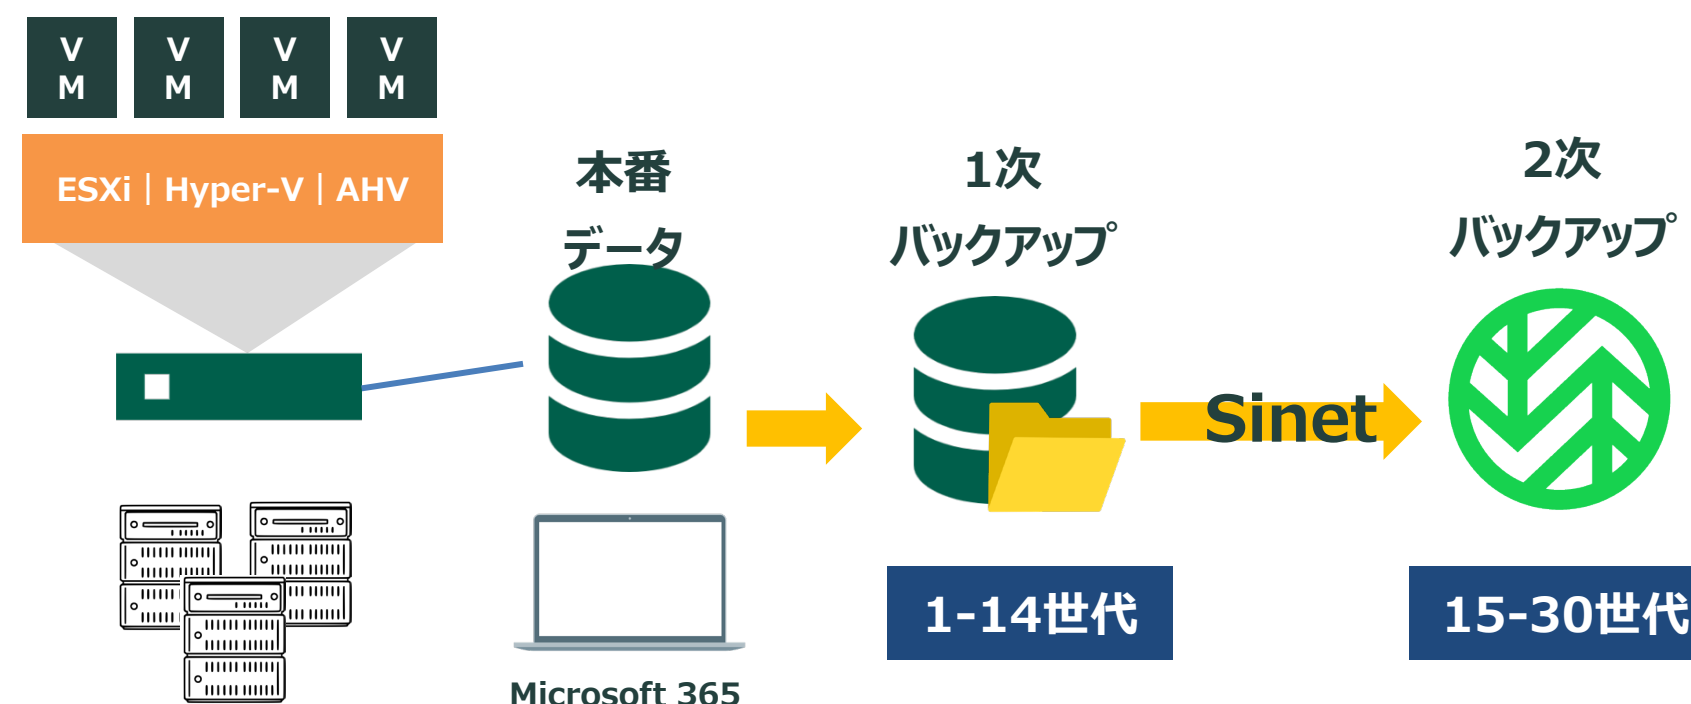 V
M
V
M
V
M
V
M
ESXi｜Hyper-V｜AHV
本番
データ
1次
バックアップ
2次
バックアップ
Sinet
1-14世代
15-30世代
Microsoft 365